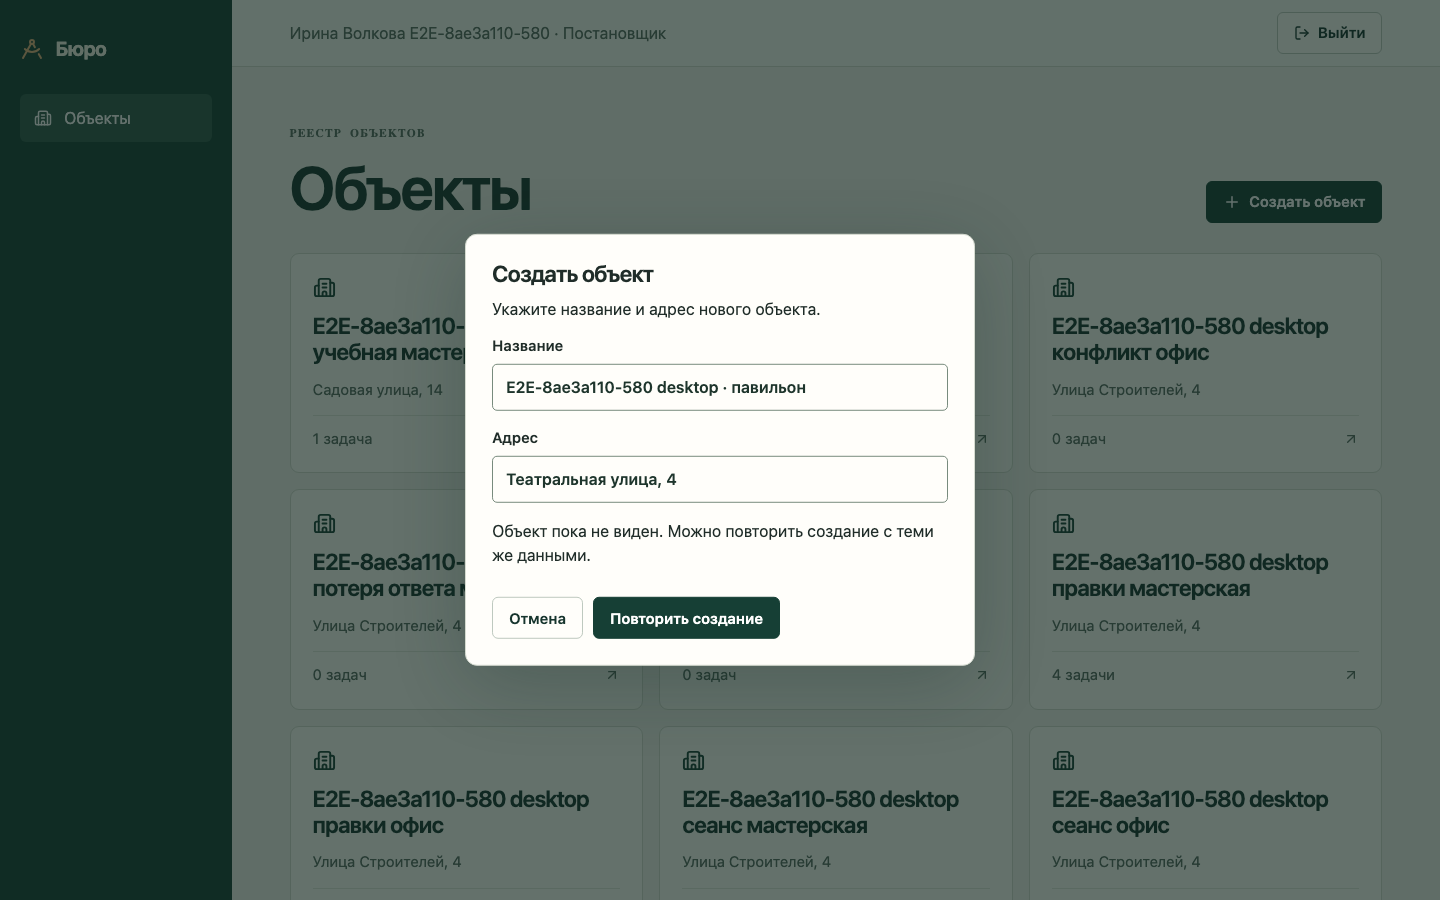 Бюро
Объекты
Ирина Волкова E2E-8ae3a110-580 · Постановщик
Выйти
РЕЕСТР ОБЪЕКТОВ
Объекты
Создать объект
E2E-8ae3a110-
учебная
Садовая улица, 14
1 задача
E2E-8ae3a110-580 desktop
конфликт офис
Улица Строителей, 4
0 задач
Создать объект
Укажите название и адрес нового объекта.
Название
E2E-8ae3a110-580 desktop · павильон
Адрес
Театральная улица, 4
Объект пока не виден. Можно повторить создание с теми
же данными.
Отмена
Повторить создание
E2E-8ae3a110-
потеря ответа
Улица Строителей, 4
0 задач
0 задач
E2E-8ae3a110-580 desktop
правки мастерская
Улица Строителей, 4
4 задачи
E2E-8ae3a110-580 desktop
правки офис
Улица Строителей, 4
E2E-8ae3a110-580 desktop
сеанс мастерская
Улица Строителей, 4
E2E-8ae3a110-580 desktop
сеанс офис
Улица Строителей, 4